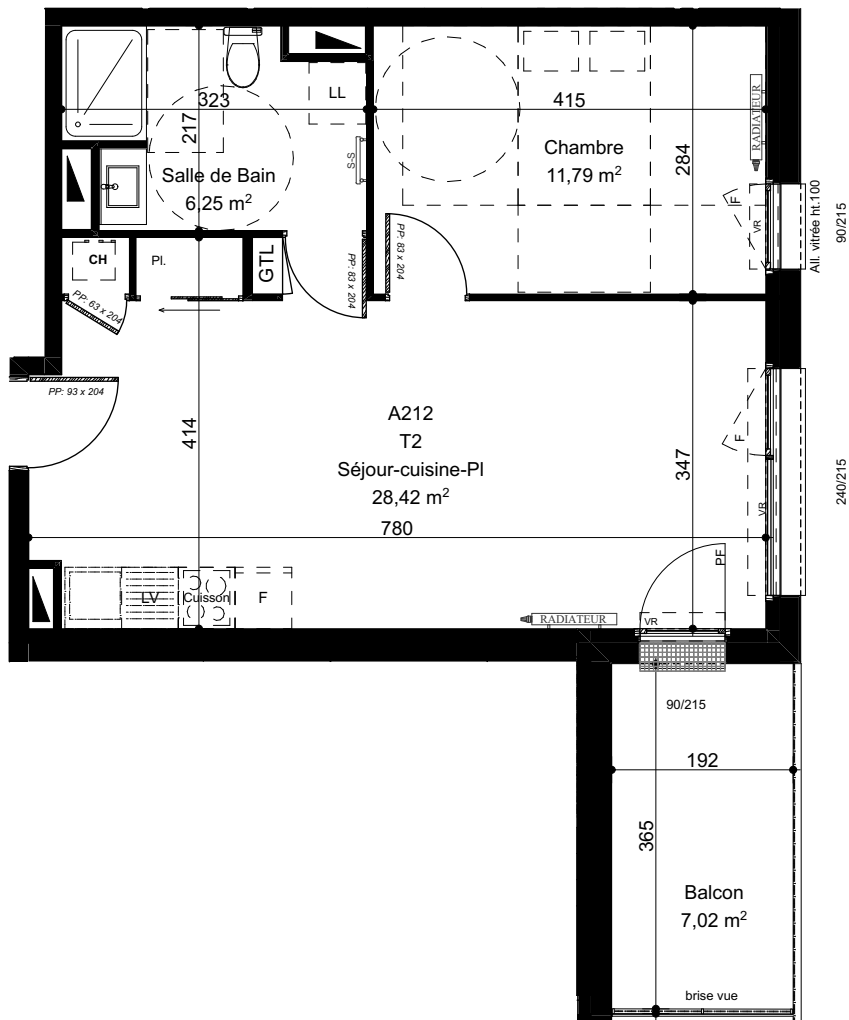 323
217
LL
S-S
Salle de Bain
6,25 m²
415
Chambre
11,79 m²
284
RADIATEUR
F
VR
All. vitrée ht.100
90/215
CH
Pl.
GTL
PP: 63 x 204
PP: 83 x 204
PP: 83 x 204
PP: 93 x 204
414
A212
T2
Séjour-cuisine-Pl
28,42 m²
780
347
F
VR
240/215
LV
Cuisson
F
RADIATEUR
VR
PF
90/215
192
365
Balcon
7,02 m²
brise vue